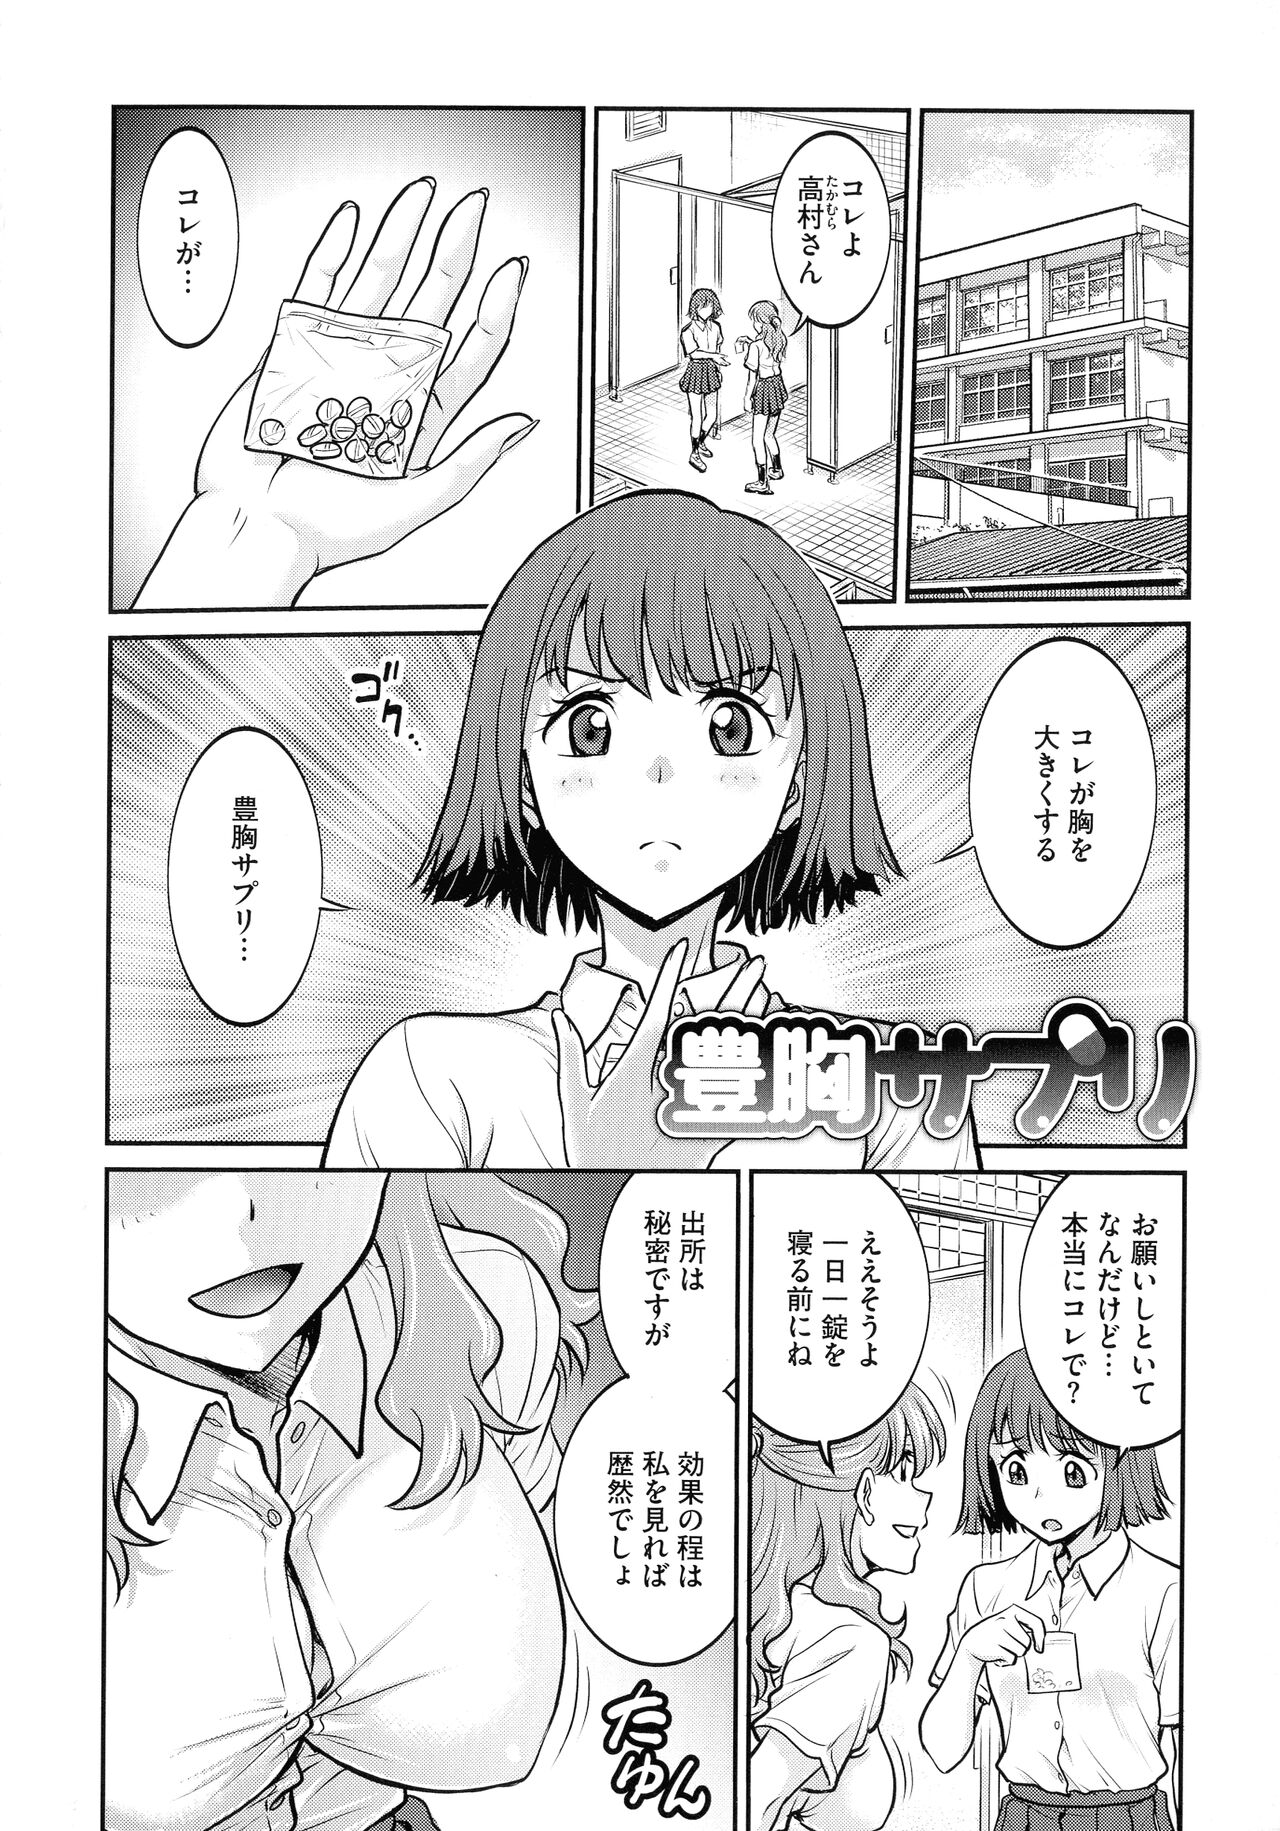 コレよ
高村さん
たかむら
コレが…
コレが胸を
大きくする
ゴク…
豊胸サプリ…
豊胸サプリ
お願いしといて
なんだけど…
本当にコレで?
ええそうよ
一日一錠を
寝る前にね
出所は
秘密ですが
効果の程は
私を見れば
歴然でしょ
たゆん